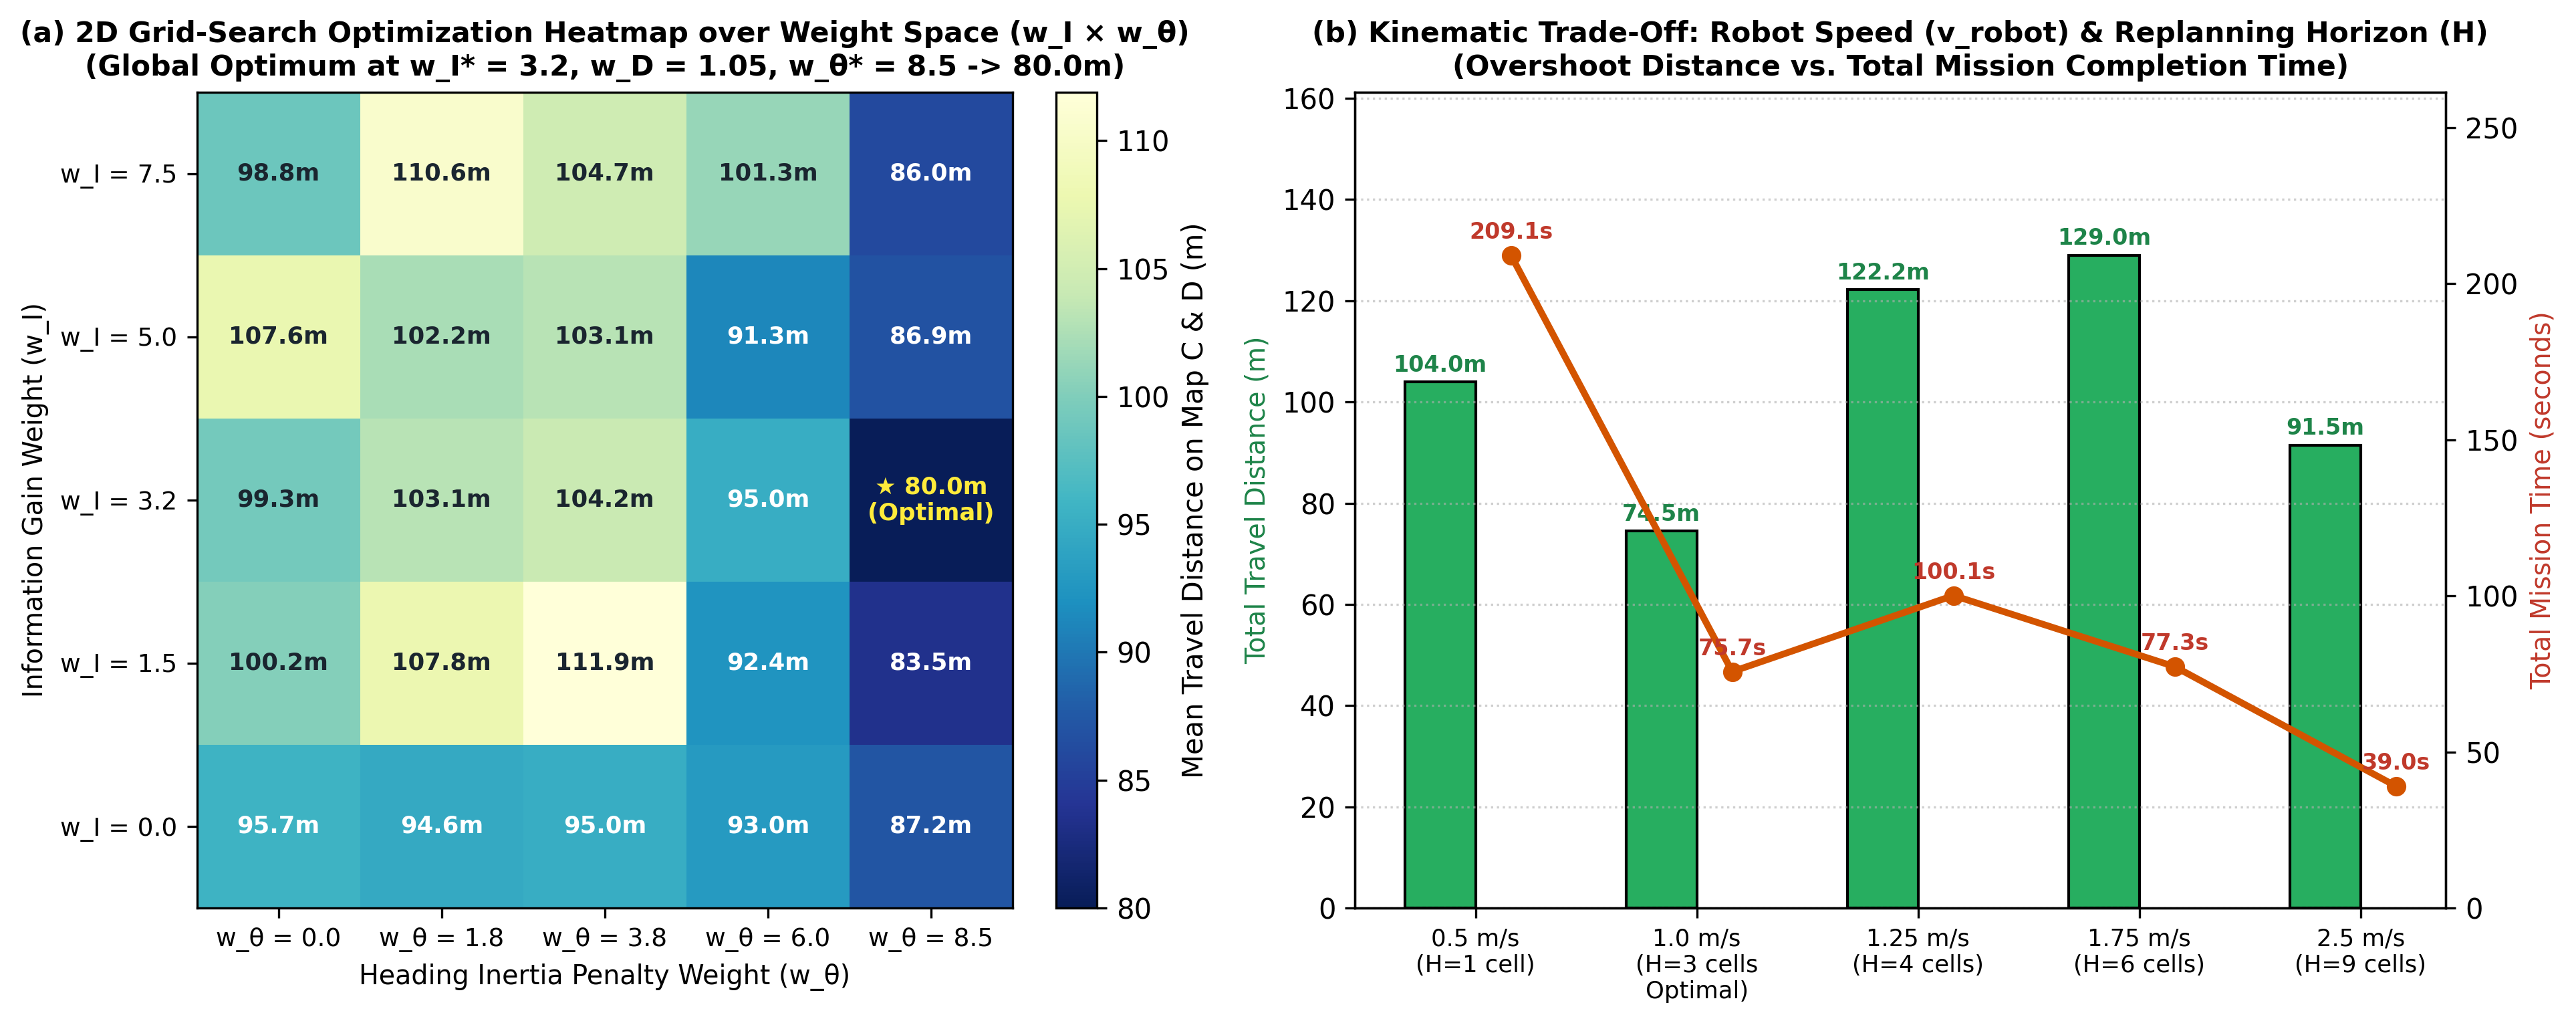 (a) 2D Grid-Search Optimization Heatmap over Weight Space (w_I × w_θ)
(Global Optimum at w_I* = 3.2, w_D = 1.05, w_θ* = 8.5 -> 80.0m)
Information Gain Weight (w_I)
w_I = 7.5
98.8m 110.6m 104.7m 101.3m 86.0m
w_I = 5.0
107.6m 102.2m 103.1m 91.3m 86.9m
w_I = 3.2
99.3m 103.1m 104.2m 95.0m ★ 80.0m
(Optimal)
w_I = 1.5
100.2m 107.8m 111.9m 92.4m 83.5m
w_I = 0.0
95.7m 94.6m 95.0m 93.0m 87.2m
w_θ = 0.0 w_θ = 1.8 w_θ = 3.8 w_θ = 6.0 w_θ = 8.5
Heading Inertia Penalty Weight (w_θ)
110
105
100
95
90
85
80
Mean Travel Distance on Map C & D (m)
(b) Kinematic Trade-Off: Robot Speed (v_robot) & Replanning Horizon (H)
(Overshoot Distance vs. Total Mission Completion Time)
Total Travel Distance (m)
160
140
120
100
80
60
40
20
0
104.0m
74.5m
122.2m
129.0m
91.5m
209.1s
75.7s
100.1s
77.3s
39.0s
0.5 m/s
(H=1 cell)
1.0 m/s
(H=3 cells
Optimal)
1.25 m/s
(H=4 cells)
1.75 m/s
(H=6 cells)
2.5 m/s
(H=9 cells)
250
200
150
100
50
0
Total Mission Time (seconds)